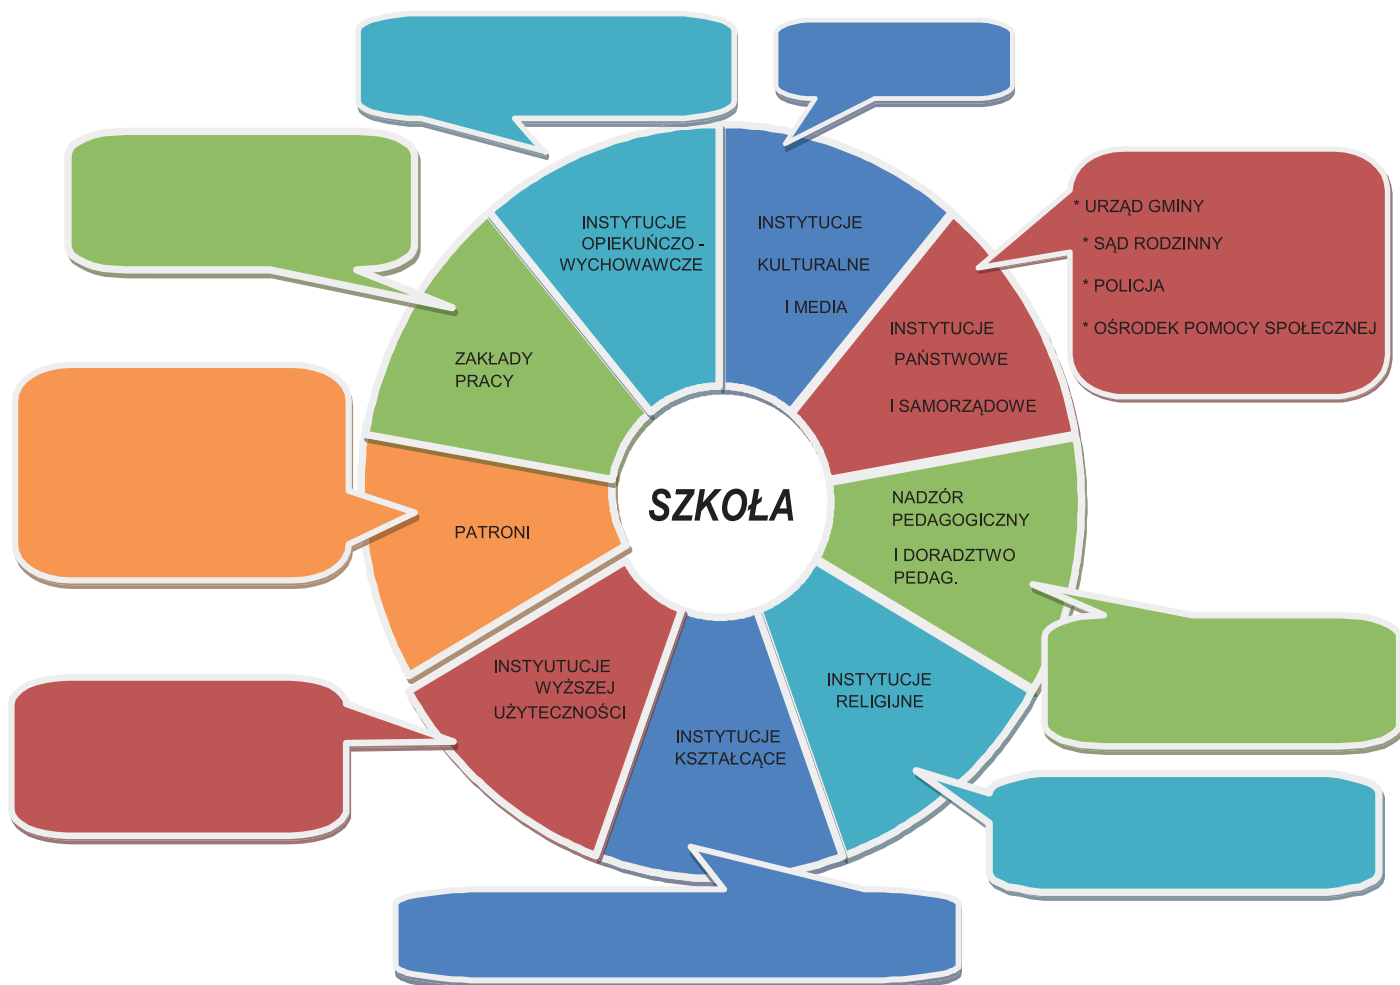 INSTYTUCJE
OPIEKUŃCZO -
WYCHOWAWCZE
INSTYTUCJE
KULTURALNE
I MEDIA
* URZĄD GMINY
* SĄD RODZINNY
* POLICJA
* OŚRODEK POMOCY SPOŁECZNEJ
INSTYTUCJE
PAŃSTWOWE
I SAMORZĄDOWE
ZAKŁADY
PRACY
SZKOŁA
NADZÓR
PEDAGOGICZNY
I DORADZTWO
PEDAG.
PATRONI
INSTYUTUCJE
WYŻSZEJ
UŻYTECZNOŚCI
INSTYTUCJE
RELIGIJNE
INSTYTUCJE
KSZTAŁCĄCE